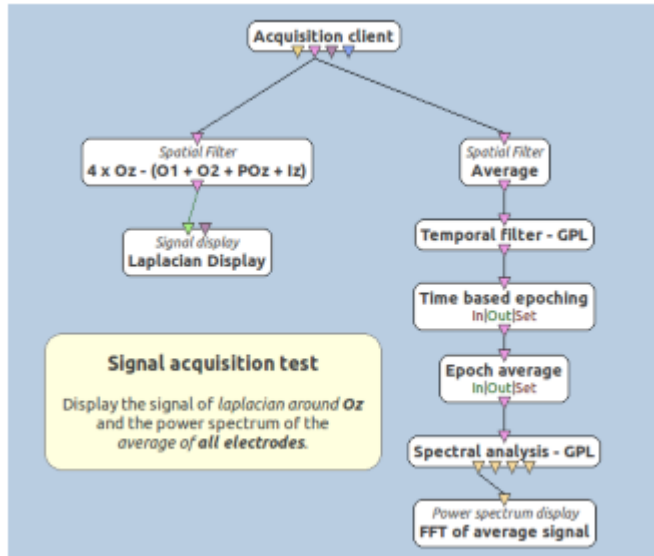 Acquisition client
Spatial Filter
4 x Oz - (O1 + O2 + POz + Iz)
Signal display
Laplacian Display
Spatial Filter
Average
Temporal filter - GPL
Time based epoching
In|Out|Set
Epoch average
In|Out|Set
Spectral analysis - GPL
Power spectrum display
FFT of average signal
Signal acquisition test
Display the signal of laplacian around Oz
and the power spectrum of the
average of all electrodes.